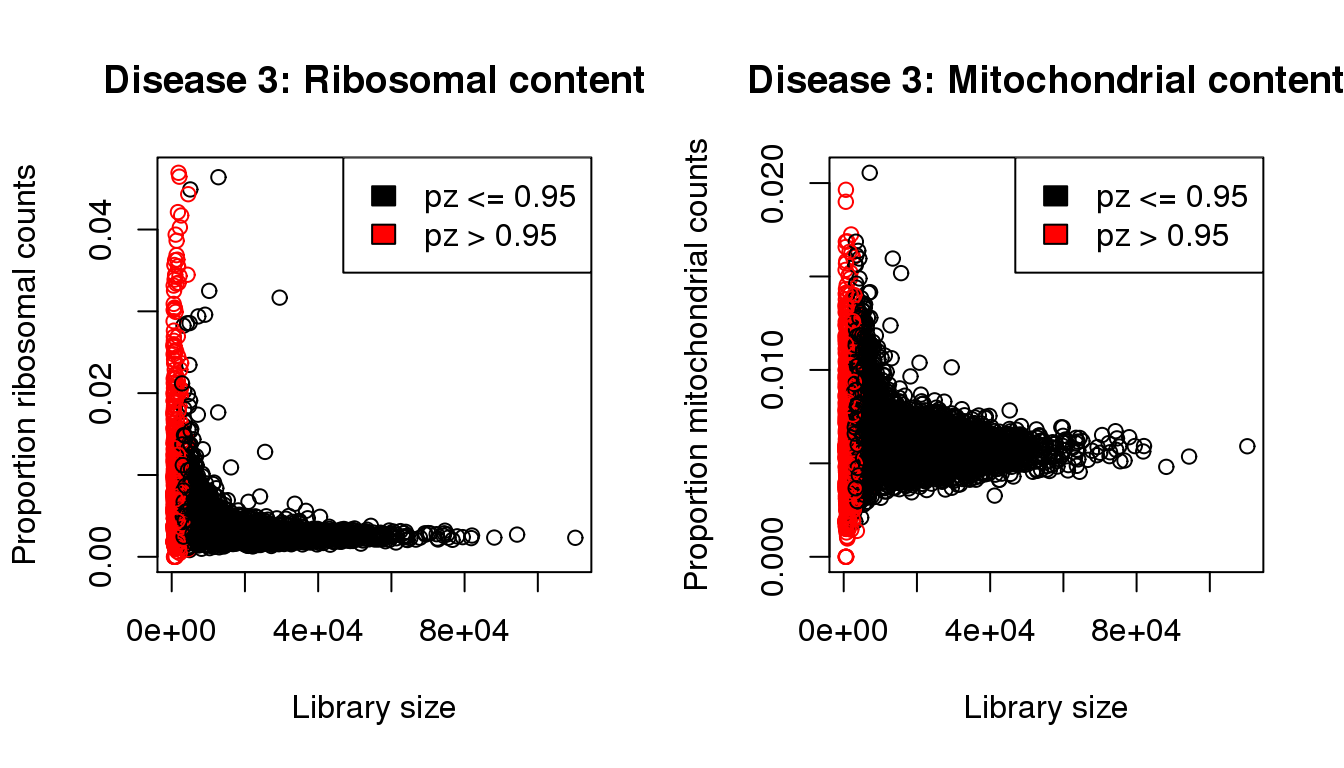 Disease 3: Ribosomal content
Proportion ribosomal counts
0.04
0.02
0.00
pz <= 0.95
pz > 0.95
0e+00 4e+04 8e+04
Library size
Disease 3: Mitochondrial content
Proportion mitochondrial counts
0.020
0.010
0.000
pz <= 0.95
pz > 0.95
0e+00 4e+04 8e+04
Library size